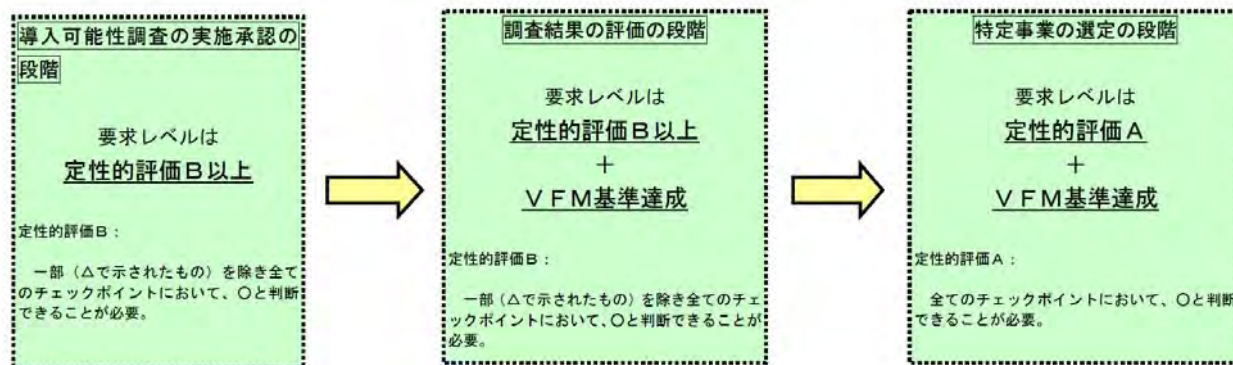 導入可能性調査の実施承認の
段階
要求レベルは
定性的評価B以上
定性的評価B：
一部（△で示されたもの）を除き全て
のチェックポイントにおいて、○と判断
できることが必要。
調査結果の評価の段階
要求レベルは
定性的評価B以上
＋
VFM基準達成
定性的評価B：
一部（△で示されたもの）を除き全てのチェ
ックポイントにおいて、○と判断できることが
必要。
特定事業の選定の段階
要求レベルは
定性的評価A
＋
VFM基準達成
定性的評価A：
全てのチェックポイントにおいて、○と判断
できることが必要。